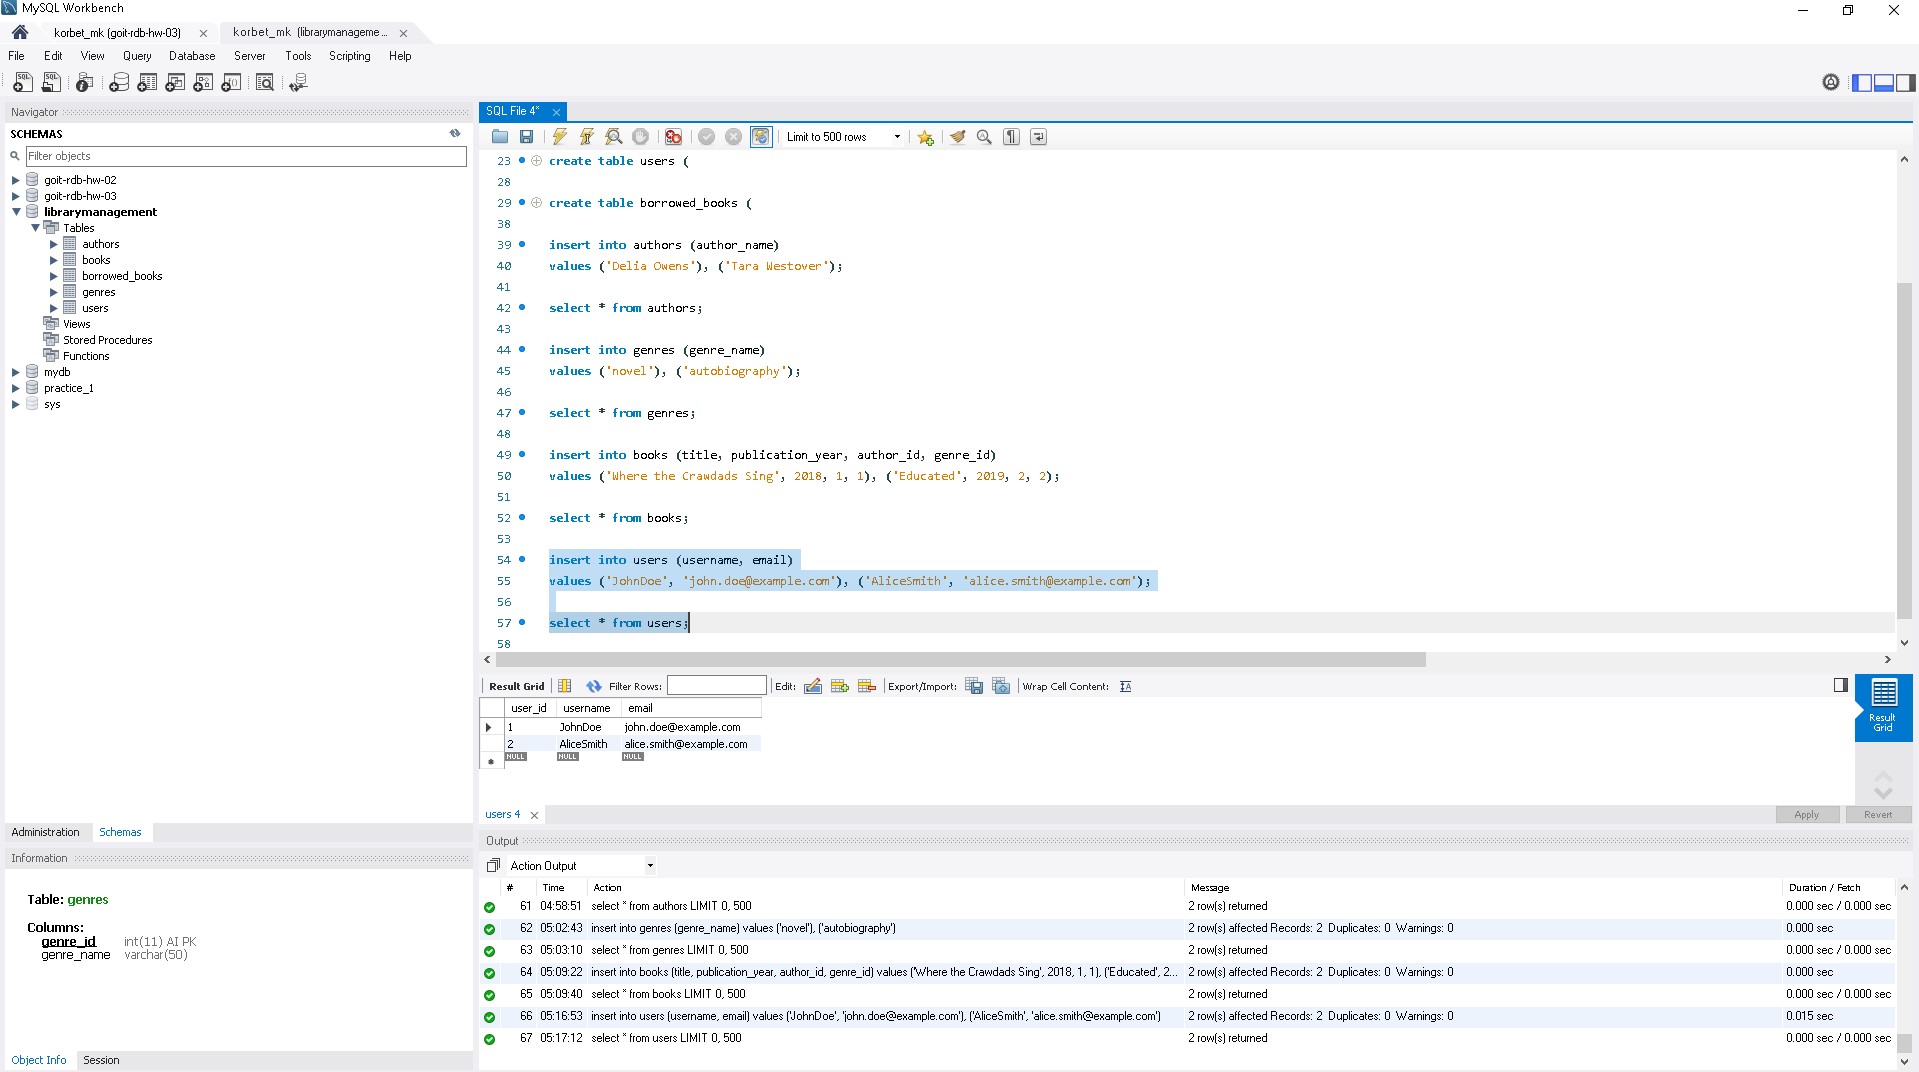 MySQL Workbench
korbet_mk (goit-rdb-hw-03)
korbet_mk (librarymanageme...
File Edit View Query Database Server Tools Scripting Help
Navigator
SCHEMAS
Filter objects
goit-rdb-hw-02
goit-rdb-hw-03
librarymanagement
Tables
authors
books
borrowed_books
genres
users
Views
Stored Procedures
Functions
mydb
practice_1
sys
Administration Schemas
Information
Table: genres
Columns:
genre_id int(11) AI PK
genre_name varchar(50)
Object Info Session
SQL File 4*
Limit to 500 rows
23 create table users (
28
29 create table borrowed_books (
38
39 insert into authors (author_name)
40 values ('Delia Owens'), ('Tara Westover');
41
42 select * from authors;
43
44 insert into genres (genre_name)
45 values ('novel'), ('autobiography');
46
47 select * from genres;
48
49 insert into books (title, publication_year, author_id, genre_id)
50 values ('Where the Crawdads Sing', 2018, 1, 1), ('Educated', 2019, 2, 2);
51
52 select * from books;
53
54 insert into users (username, email)
55 values ('JohnDoe', 'john.doe@example.com'), ('AliceSmith', 'alice.smith@example.com');
56
57 select * from users;
58
Result Grid Filter Rows: Edit: Export/Import: Wrap Cell Content:
user_id username email
1 JohnDoe john.doe@example.com
2 AliceSmith alice.smith@example.com
NULL NULL NULL
Result
Grid
users 4
Apply Revert
Output
Action Output
# Time Action Message Duration / Fetch
61 04:58:51 select * from authors LIMIT 0, 500 2 row(s) returned 0.000 sec / 0.000 sec
62 05:02:43 insert into genres (genre_name) values ('novel'), ('autobiography') 2 row(s) affected Records: 2 Duplicates: 0 Warnings: 0 0.000 sec
63 05:03:10 select * from genres LIMIT 0, 500 2 row(s) returned 0.000 sec / 0.000 sec
64 05:09:22 insert into books (title, publication_year, author_id, genre_id) values ('Where the Crawdads Sing', 2018, 1, 1), ('Educated', 2... 2 row(s) affected Records: 2 Duplicates: 0 Warnings: 0 0.000 sec
65 05:09:40 select * from books LIMIT 0, 500 2 row(s) returned 0.000 sec / 0.000 sec
66 05:16:53 insert into users (username, email) values ('JohnDoe', 'john.doe@example.com'), ('AliceSmith', 'alice.smith@example.com') 2 row(s) affected Records: 2 Duplicates: 0 Warnings: 0 0.015 sec
67 05:17:12 select * from users LIMIT 0, 500 2 row(s) returned 0.000 sec / 0.000 sec